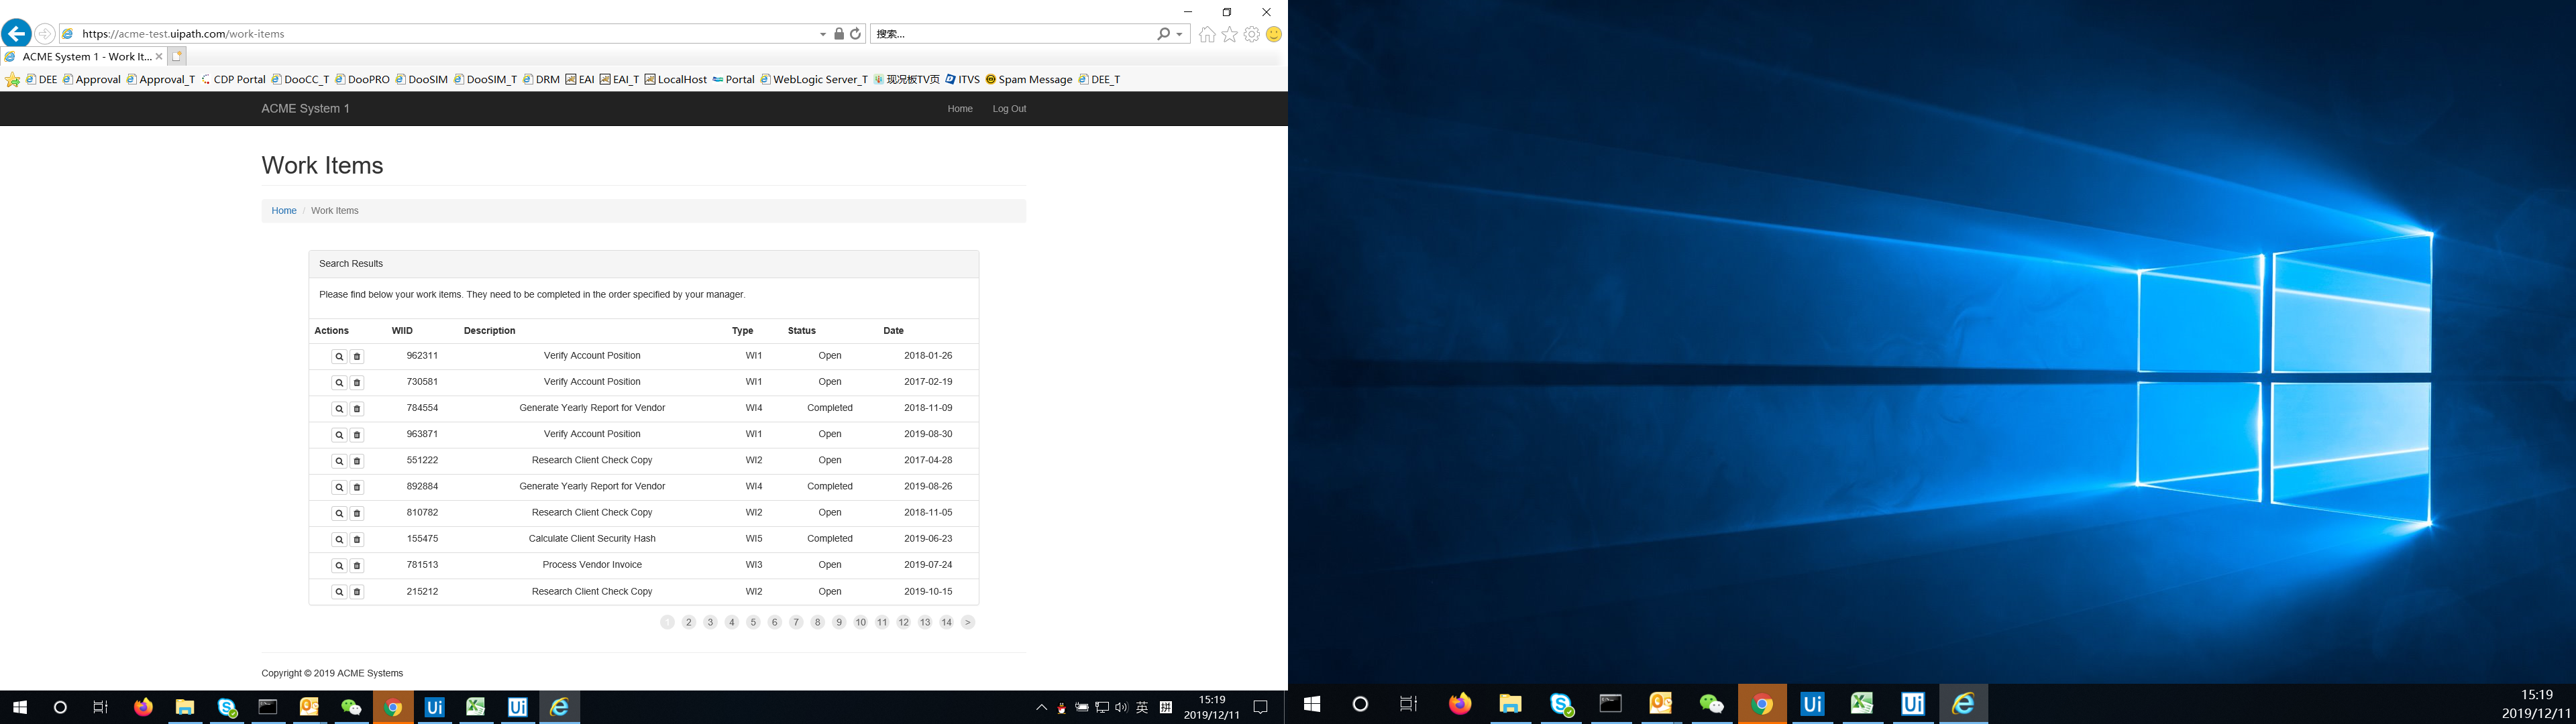 https://acme-test.uipath.com/work-items
搜索...
ACME System 1 - Work It...
DEE Approval Approval_T CDP Portal DooCC_T DooPRO DooSIM DooSIM_T DRM EAI EAI_T LocalHost Portal WebLogic Server_T 现况板TV页 ITVS Spam Message DEE_T
ACME System 1 Home Log Out
Work Items
Home / Work Items
Search Results
Please find below your work items. They need to be completed in the order specified by your manager.
Actions WIID Description Type Status Date
962311 Verify Account Position WI1 Open 2018-01-26
730581 Verify Account Position WI1 Open 2017-02-19
784554 Generate Yearly Report for Vendor WI4 Completed 2018-11-09
963871 Verify Account Position WI1 Open 2019-08-30
551222 Research Client Check Copy WI2 Open 2017-04-28
892884 Generate Yearly Report for Vendor WI4 Completed 2019-08-26
810782 Research Client Check Copy WI2 Open 2018-11-05
155475 Calculate Client Security Hash WI5 Completed 2019-06-23
781513 Process Vendor Invoice WI3 Open 2019-07-24
215212 Research Client Check Copy WI2 Open 2019-10-15
1 2 3 4 5 6 7 8 9 10 11 12 13 14 >
Copyright © 2019 ACME Systems
Ui Ui 英 拼 15:19
2019/12/11
Ui Ui 15:19
2019/12/11